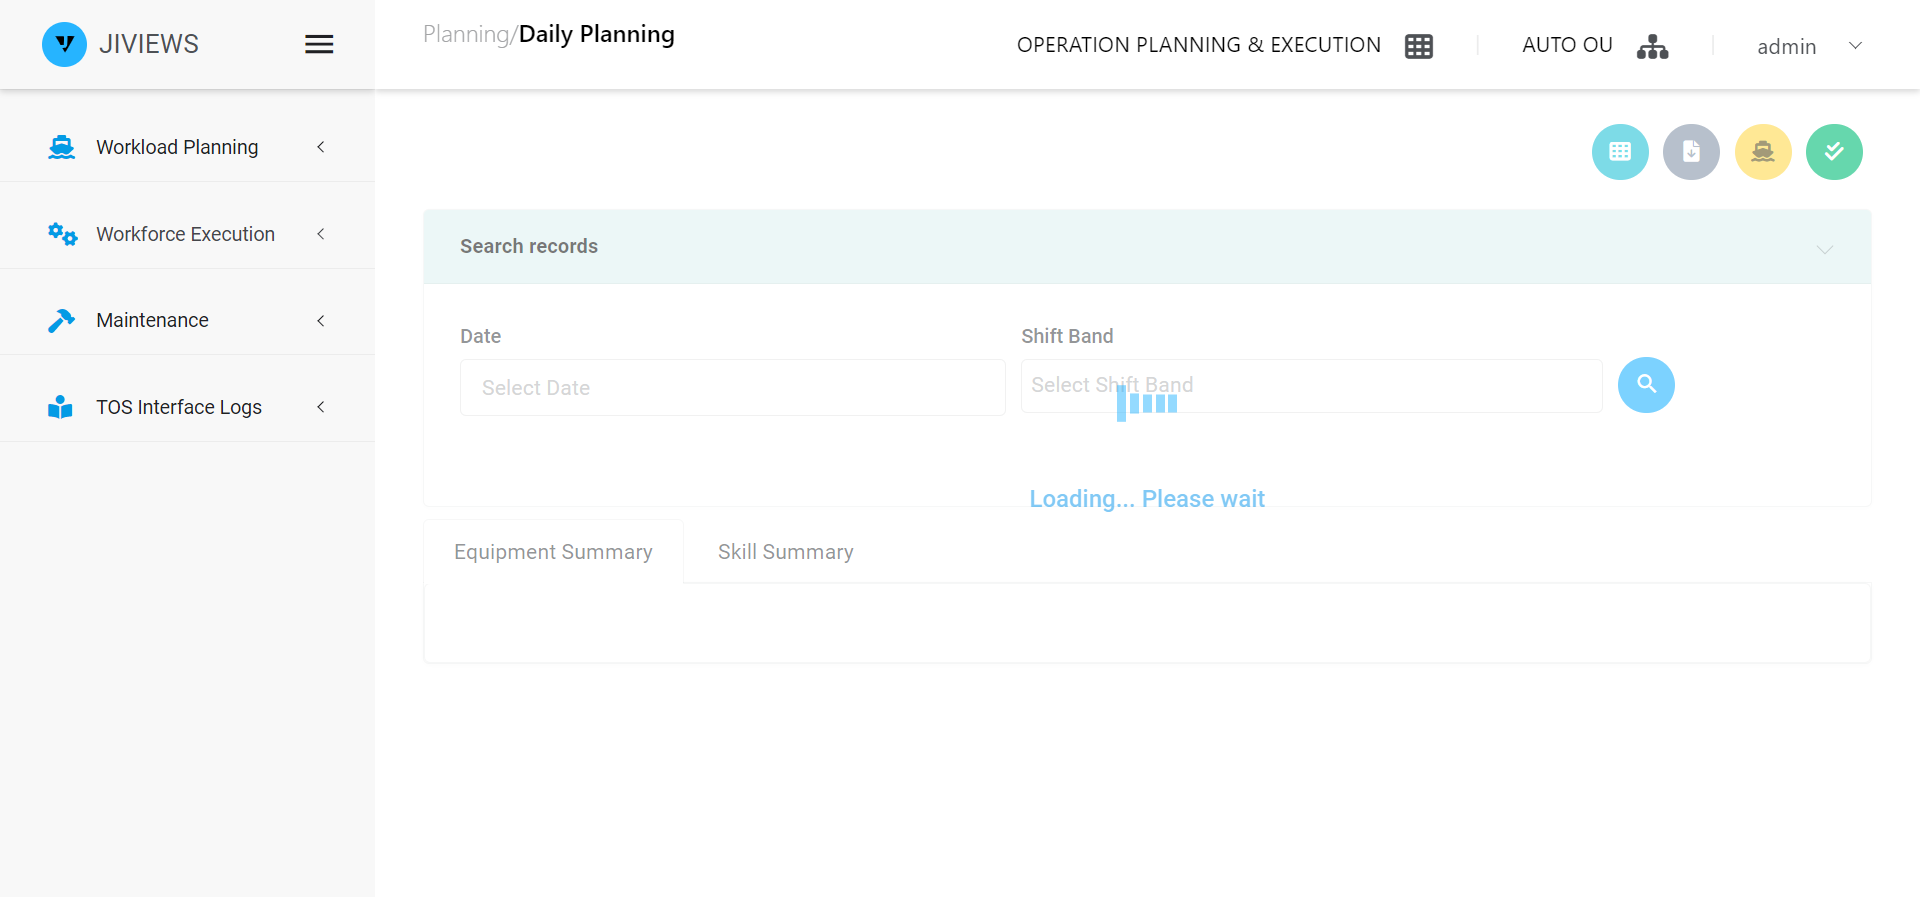 JIVIEWS
Planning/Daily Planning
OPERATION PLANNING & EXECUTION
AUTO OU
admin
Workload Planning
Workforce Execution
Maintenance
TOS Interface Logs
Search records
Date
Shift Band
Select Date
Select Shift Band
Loading... Please wait
Equipment Summary
Skill Summary